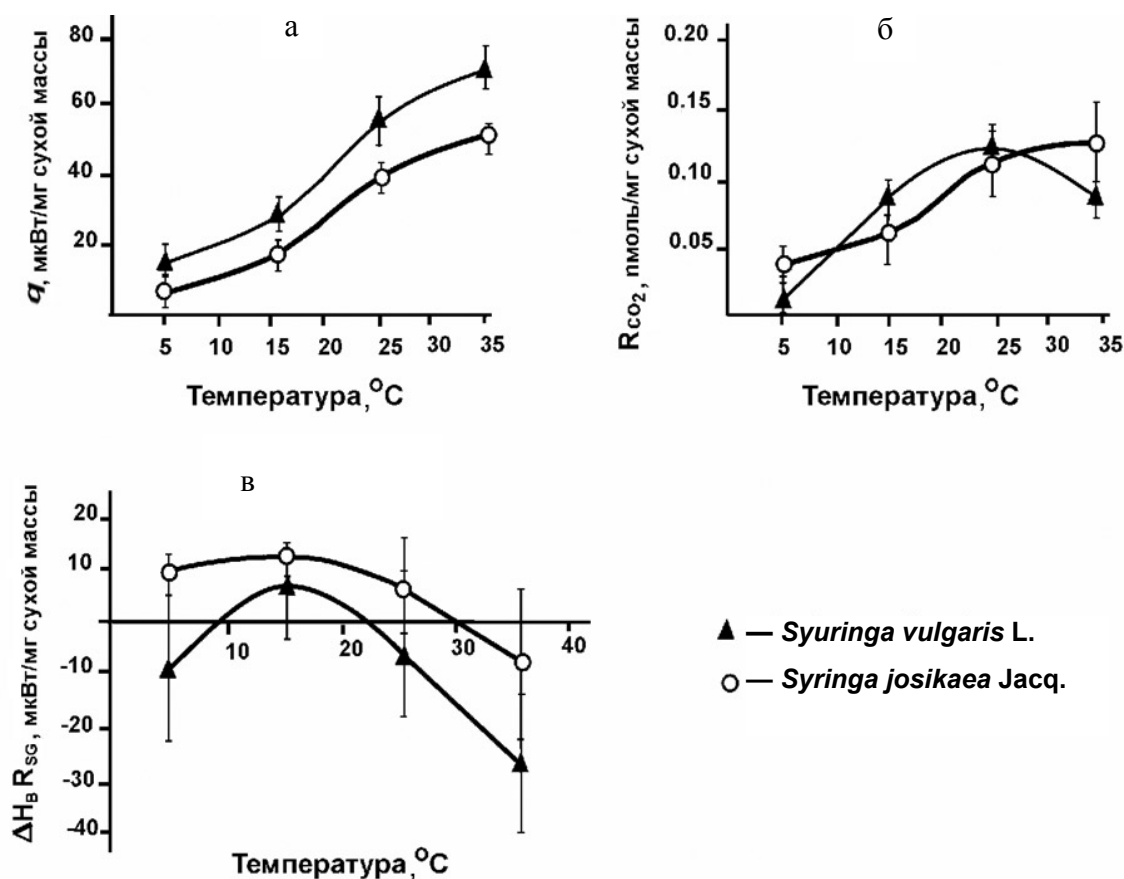 а
q, мкВт/мг сухой массы
80
60
40
20
5 10 15 20 25 30 35
Температура,°С
б
Rco₂, пмоль/мг сухой массы
0.20
0.15
0.10
0.05
5 10 15 20 25 30 35
Температура,°С
в
ΔHв RSG, мкВт/мг сухой массы
20
10
-10
-20
-30
-40
10 20 30 40
Температура,°С
— Syuringa vulgaris L.
— Syringa josikaea Jacq.